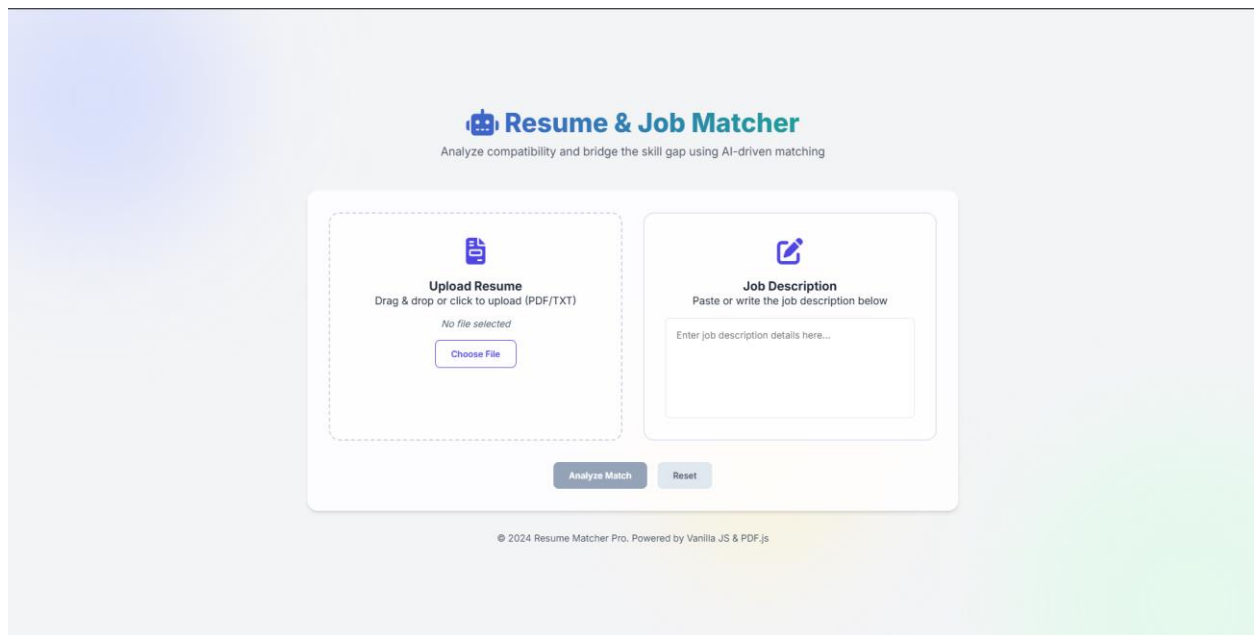 Resume & Job Matcher
Analyze compatibility and bridge the skill gap using AI-driven matching
Upload Resume
Drag & drop or click to upload (PDF/TXT)
No file selected
Choose File
Job Description
Paste or write the job description below
Enter job description details here...
Analyze Match
Reset
© 2024 Resume Matcher Pro. Powered by Vanilla JS & PDF.js